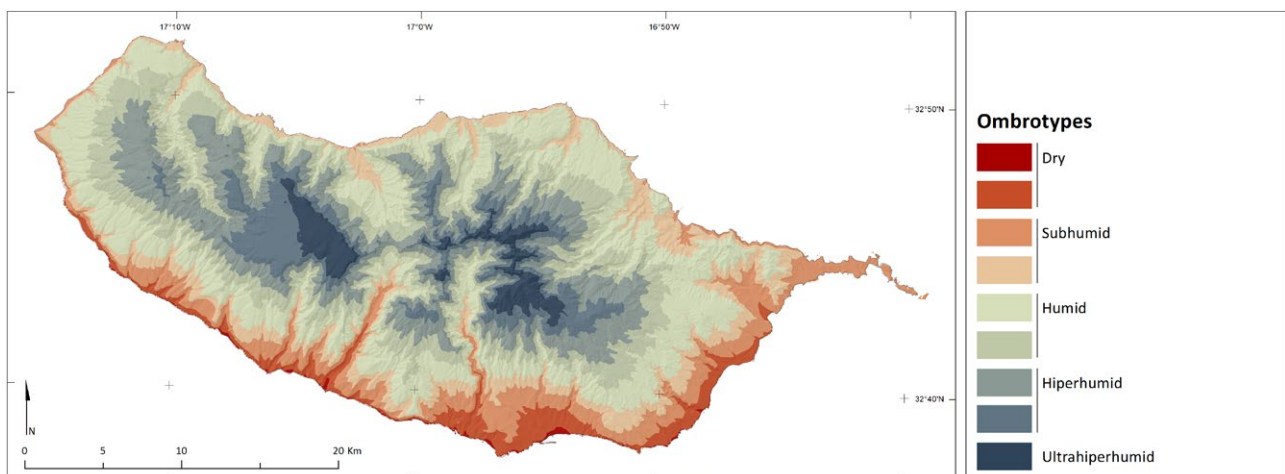 17°10'W 17°0'W 16°50'W
32°50'N
Ombrotypes
Dry
Subhumid
Humid
Hiperhumid
32°40'N
N
Ultrahiperhumid
0 5 10 20 Km